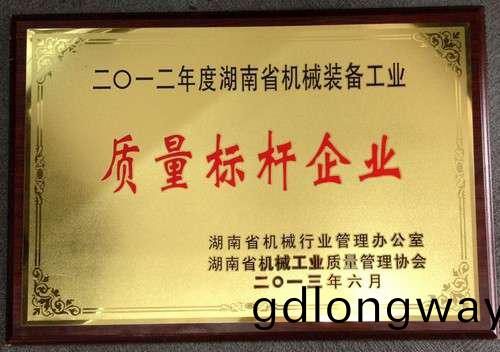 二〇一二年度湖南省机械装备工业
质量标杆企业
湖南省机械行业管理办公室
湖南省机械工业质量管理协会
二〇一三年六月
gdlongway